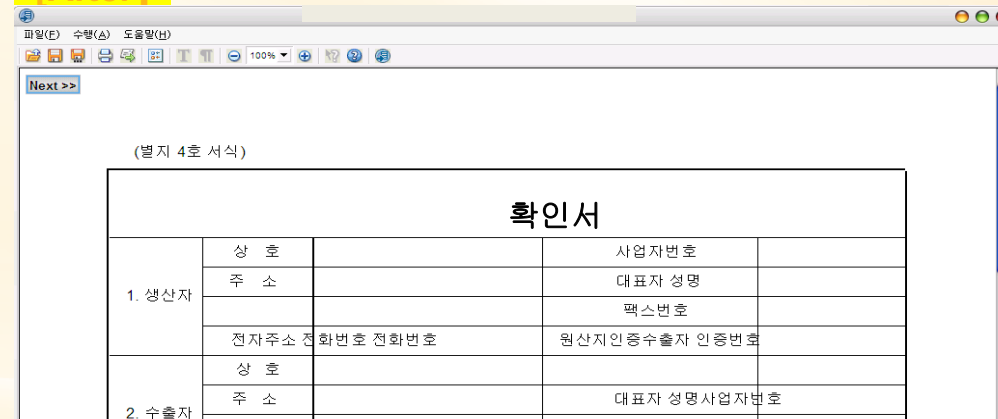 파일(F) 수행(A) 도움말(H)
100%
Next >>
(별지 4호 서식)
확인서
상 호 사업자번호
1. 생산자
주 소 대표자 성명
팩스번호
전자주소 전화번호 전화번호 원산지인증수출자 인증번호
2. 수출자
상 호
주 소 대표자 성명사업자번호